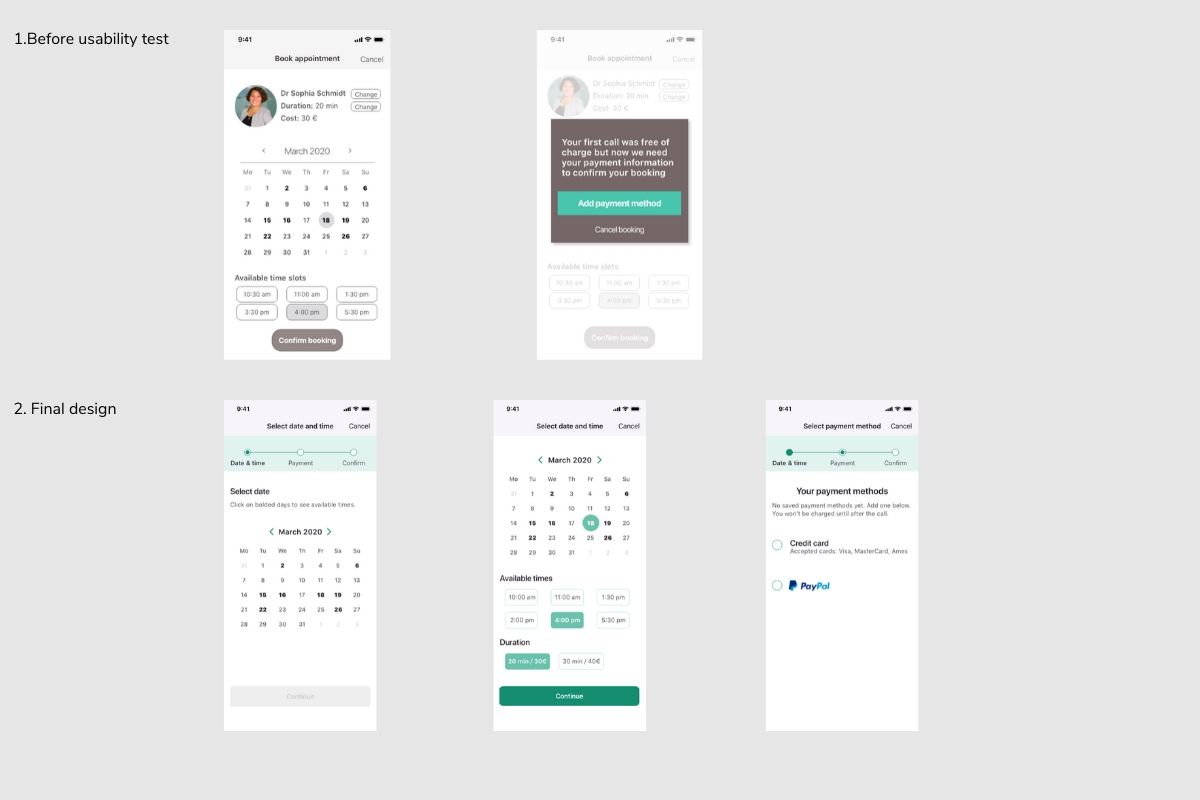 1.Before usability test
9:41
Book appointment Cancel
Dr Sophia Schmidt Change
Duration: 20 min Change
Cost: 30 €
< March 2020 >
Mo Tu We Th Fr Sa Su
31 1 2 3 4 5 6
7 8 9 10 11 12 13
14 15 16 17 18 19 20
21 22 23 24 25 26 27
28 29 30 31 1 2 3
Available time slots
10:30 am 11:00 am 1:30 pm
3:30 pm 4:00 pm 5:30 pm
Confirm booking
9:41
Book appointment Cancel
Dr Sophia Schmidt Change
Duration: 20 min Change
Cost: 30 €
Your first call was free of
charge but now we need
your payment information
to confirm your booking
Add payment method
Cancel booking
Available time slots
10:30 am 11:00 am 1:30 pm
3:30 pm 4:00 pm 5:30 pm
Confirm booking
2. Final design
9:41
Select date and time Cancel
Date & time Payment Confirm
Select date
Click on bolded days to see available times.
< March 2020 >
Mo Tu We Th Fr Sa Su
31 1 2 3 4 5 6
7 8 9 10 11 12 13
14 15 16 17 18 19 20
21 22 23 24 25 26 27
28 29 30 31 1 2 3
Continue
9:41
Select date and time Cancel
< March 2020 >
Mo Tu We Th Fr Sa Su
31 1 2 3 4 5 6
7 8 9 10 11 12 13
14 15 16 17 18 19 20
21 22 23 24 25 26 27
28 29 30 31 1 2 3
Available times
10:00 am 11:00 am 1:30 pm
2:00 pm 4:00 pm 5:30 pm
Duration
20 min / 30€ 30 min / 40€
Continue
9:41
Select payment method Cancel
Date & time Payment Confirm
Your payment methods
No saved payment methods yet. Add one below.
You won't be charged until after the call.
Credit card
Accepted cards: Visa, MasterCard, Amex
PayPal